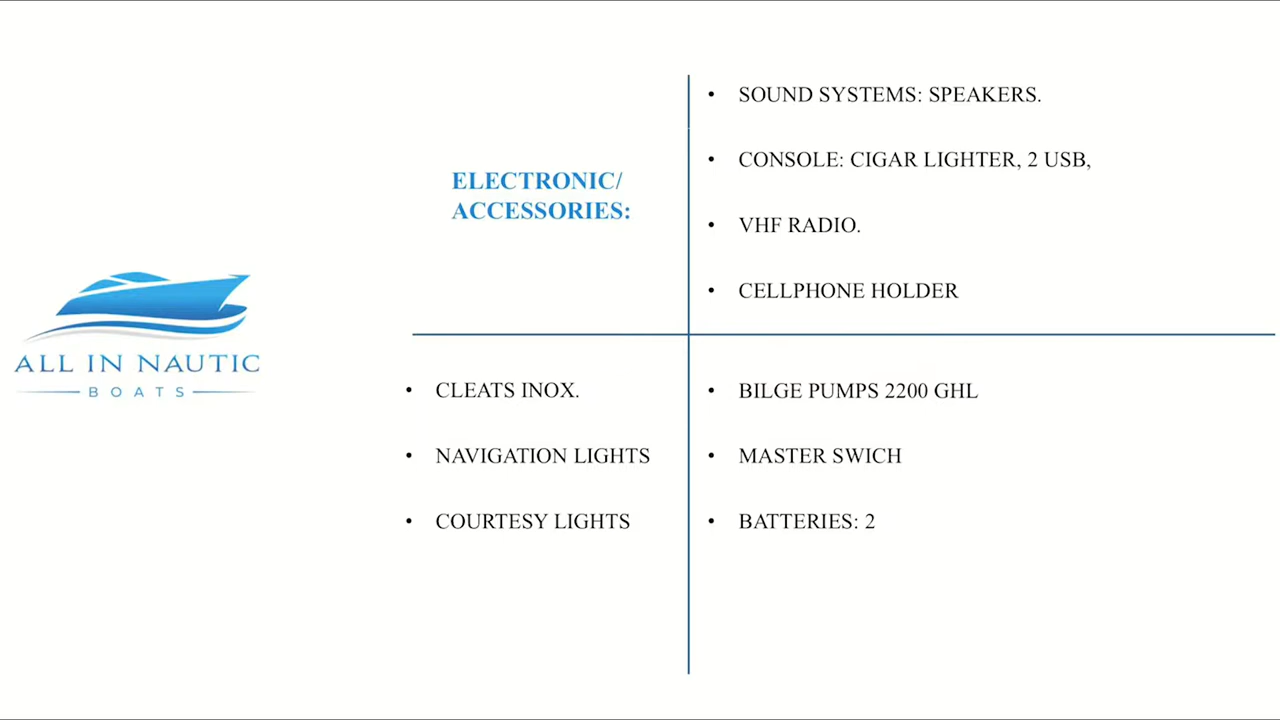 ALL IN NAUTIC
BOATS
ELECTRONIC/
ACCESSORIES:
• SOUND SYSTEMS: SPEAKERS.
• CONSOLE: CIGAR LIGHTER, 2 USB,
• VHF RADIO.
• CELLPHONE HOLDER
• CLEATS INOX.
• NAVIGATION LIGHTS
• COURTESY LIGHTS
• BILGE PUMPS 2200 GHL
• MASTER SWICH
• BATTERIES: 2